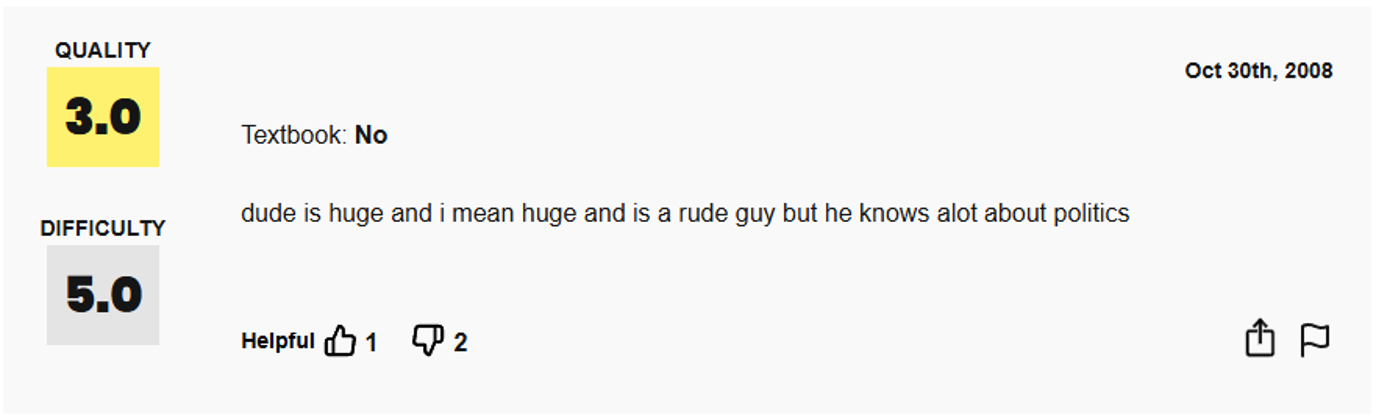 QUALITY
3.0
Oct 30th, 2008
Textbook: No
dude is huge and i mean huge and is a rude guy but he knows alot about politics
DIFFICULTY
5.0
Helpful 1 2